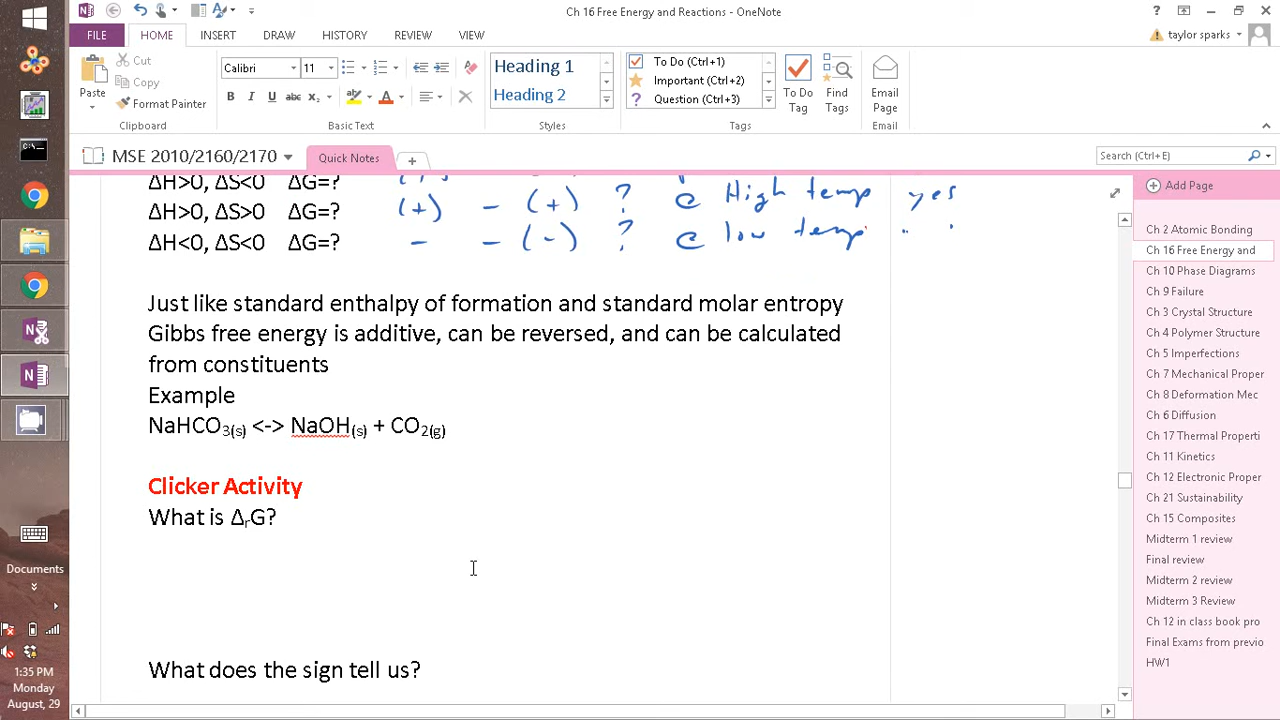 Ch 16 Free Energy and Reactions - OneNote
?
FILE HOME INSERT DRAW HISTORY REVIEW VIEW
taylor sparks
Paste
Cut
Copy
Format Painter
Clipboard
Calibri 11
B I U abc X₂ A
Basic Text
Heading 1
Heading 2
Styles
To Do (Ctrl+1)
Important (Ctrl+2)
? Question (Ctrl+3)
Tags
To Do
Tag
Find
Tags
Email
Page
Email
MSE 2010/2160/2170
Quick Notes
+
Search (Ctrl+E)
ΔH>0, ΔS<0 ΔG=?
ΔH>0, ΔS>0 ΔG=? (+) - (+) ? @ High temp yes
ΔH<0, ΔS<0 ΔG=? - - (-) ? @ low temp " "
Just like standard enthalpy of formation and standard molar entropy
Gibbs free energy is additive, can be reversed, and can be calculated
from constituents
Example
NaHCO₃(s) <-> NaOH(s) + CO₂(g)
Clicker Activity
What is ΔᵣG?
What does the sign tell us?
Add Page
Ch 2 Atomic Bonding
Ch 16 Free Energy and
Ch 10 Phase Diagrams
Ch 9 Failure
Ch 3 Crystal Structure
Ch 4 Polymer Structure
Ch 5 Imperfections
Ch 7 Mechanical Proper
Ch 8 Deformation Mec
Ch 6 Diffusion
Ch 17 Thermal Properti
Ch 11 Kinetics
Ch 12 Electronic Proper
Ch 21 Sustainability
Ch 15 Composites
Midterm 1 review
Final review
Midterm 2 review
Midterm 3 Review
Ch 12 in class book pro
Final Exams from previo
HW1
Documents
1:35 PM
Monday
August, 29